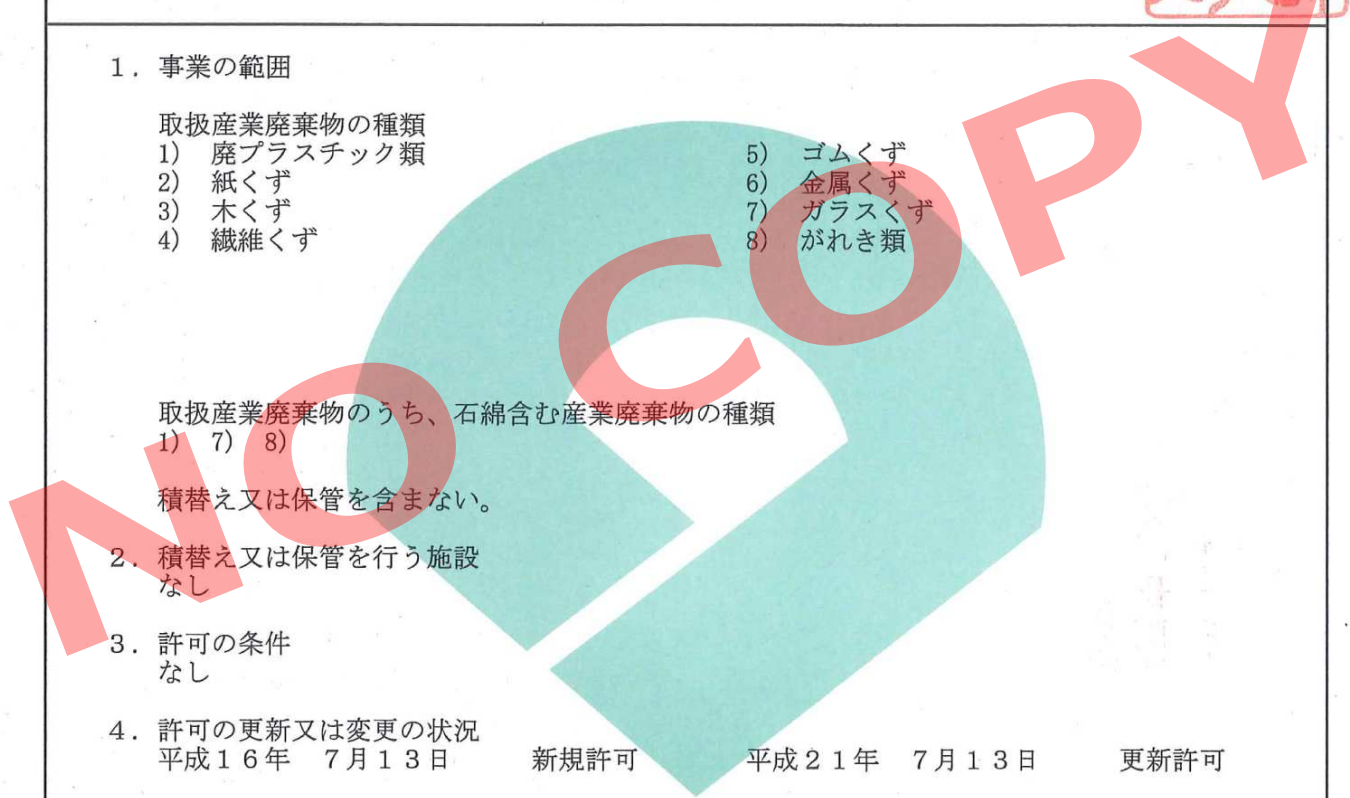 1. 事業の範囲
取扱産業廃棄物の種類
1) 廃プラスチック類
2) 紙くず
3) 木くず
4) 繊維くず
5) ゴムくず
6) 金属くず
7) ガラスくず
8) がれき類
取扱産業廃棄物のうち、石綿含む産業廃棄物の種類
1) 7) 8)
積替え又は保管を含まない。
2. 積替え又は保管を行う施設
なし
3. 許可の条件
なし
4. 許可の更新又は変更の状況
平成16年 7月13日 新規許可 平成21年 7月13日 更新許可
NO COPY